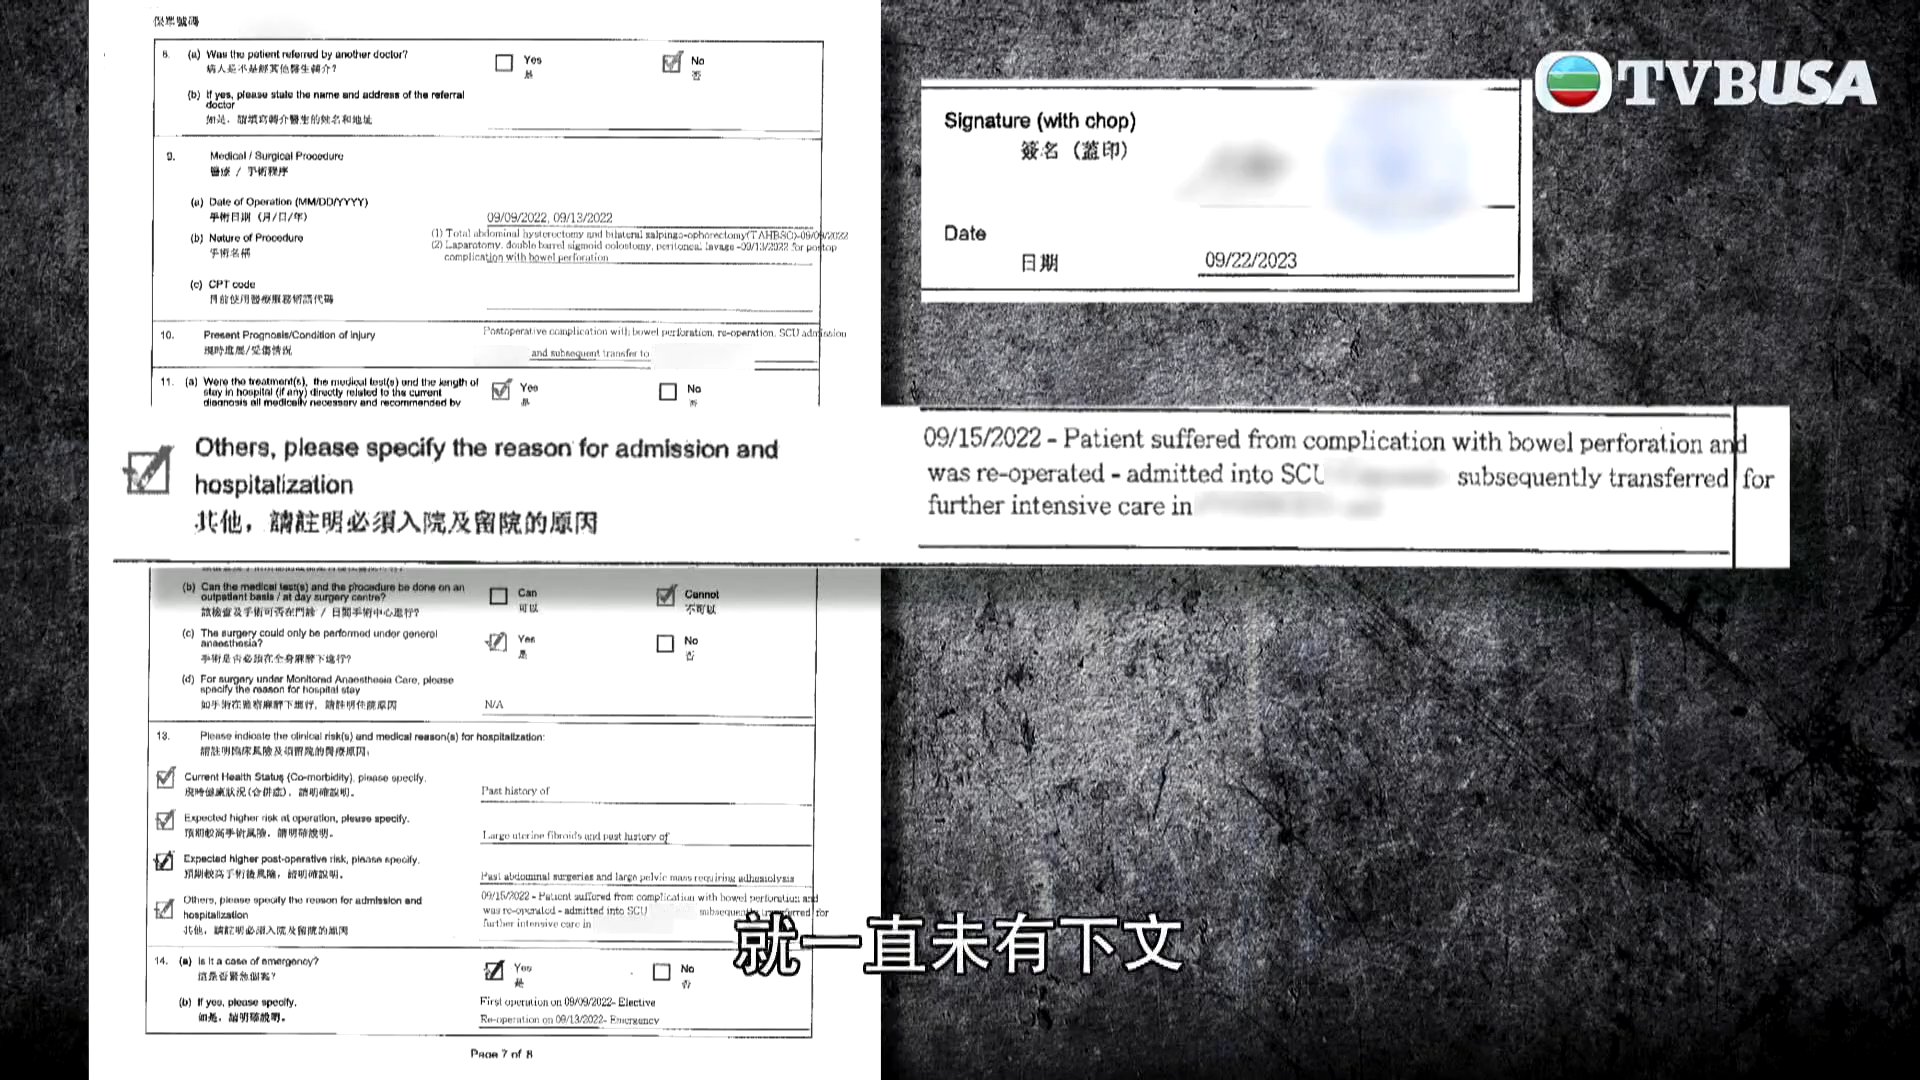 保單號碼
8. (a) Was the patient referred by another doctor?
病人是不是經其他醫生轉介?
Yes
是
No
否
(b) If yes, please state the name and address of the referral
doctor
如是，請填寫轉介醫生的姓名和地址
9. Medical / Surgical Procedure
醫療 / 手術程序
(a) Date of Operation (MM/DD/YYYY)
手術日期 (月/日/年)
09/09/2022, 09/13/2022
(b) Nature of Procedure
手術名稱
(1) Total abdominal hysterectomy and bilateral salpingo-ophorectomy(TAHBSO)-09/09/2022
(2) Laparotomy, double barrel sigmoid colostomy, peritoneal lavage -09/13/2022 for postop
complication with bowel perforation
(c) CPT code
目前使用醫療服務術語代碼
10. Present Prognosis/Condition of Injury
現時進展/受傷情況
Postoperative complication with bowel perforation, re-operation, SCU admission
and subsequent transfer to
11. (a) Were the treatment(s), the medical test(s) and the length of
stay in hospital (if any) directly related to the current
diagnosis all medically necessary and recommended by
Yes
是
No
否
Others, please specify the reason for admission and
hospitalization
其他，請註明必須入院及留院的原因
09/15/2022 - Patient suffered from complication with bowel perforation and
was re-operated - admitted into SCU subsequently transferred for
further intensive care in
(b) Can the medical test(s) and the procedure be done on an
outpatient basis / at day surgery centre?
該檢查及手術可否在門診 / 日間手術中心進行?
Can
可以
Cannot
不可以
(c) The surgery could only be performed under general
anaesthesia?
手術是否必須在全身麻醉下進行?
Yes
是
No
否
(d) For surgery under Monitored Anaesthesia Care, please
specify the reason for hospital stay
如手術在監察麻醉下進行，請註明住院原因
N/A
13. Please indicate the clinical risk(s) and medical reason(s) for hospitalization:
請註明臨床風險及須留院的醫療原因:
Current Health Status (Co-morbidity), please specify.
現時健康狀況(合併症)，請明確說明。
Past history of
Expected higher risk at operation, please specify.
預期較高手術風險，請明確說明。
Large uterine fibroids and past history of
Expected higher post-operative risk, please specify.
預期較高手術後風險，請明確說明。
Past abdominal surgeries and large pelvic mass requiring adhesiolysis
Others, please specify the reason for admission and
hospitalization
其他，請註明必須入院及留院的原因
09/15/2022 - Patient suffered from complication with bowel perforation and
was re-operated - admitted into SCU subsequently transferred for
further intensive care in
14. (a) Is it a case of emergency?
這是否緊急個案?
Yes
是
No
否
(b) If yes, please specify.
如是，請明確說明。
First operation on 09/09/2022- Elective
Re-operation on 09/13/2022- Emergency
Page 7 of 8
Signature (with chop)
簽名（蓋印）
Date
日期
09/22/2023
TVBUSA
就一直未有下文